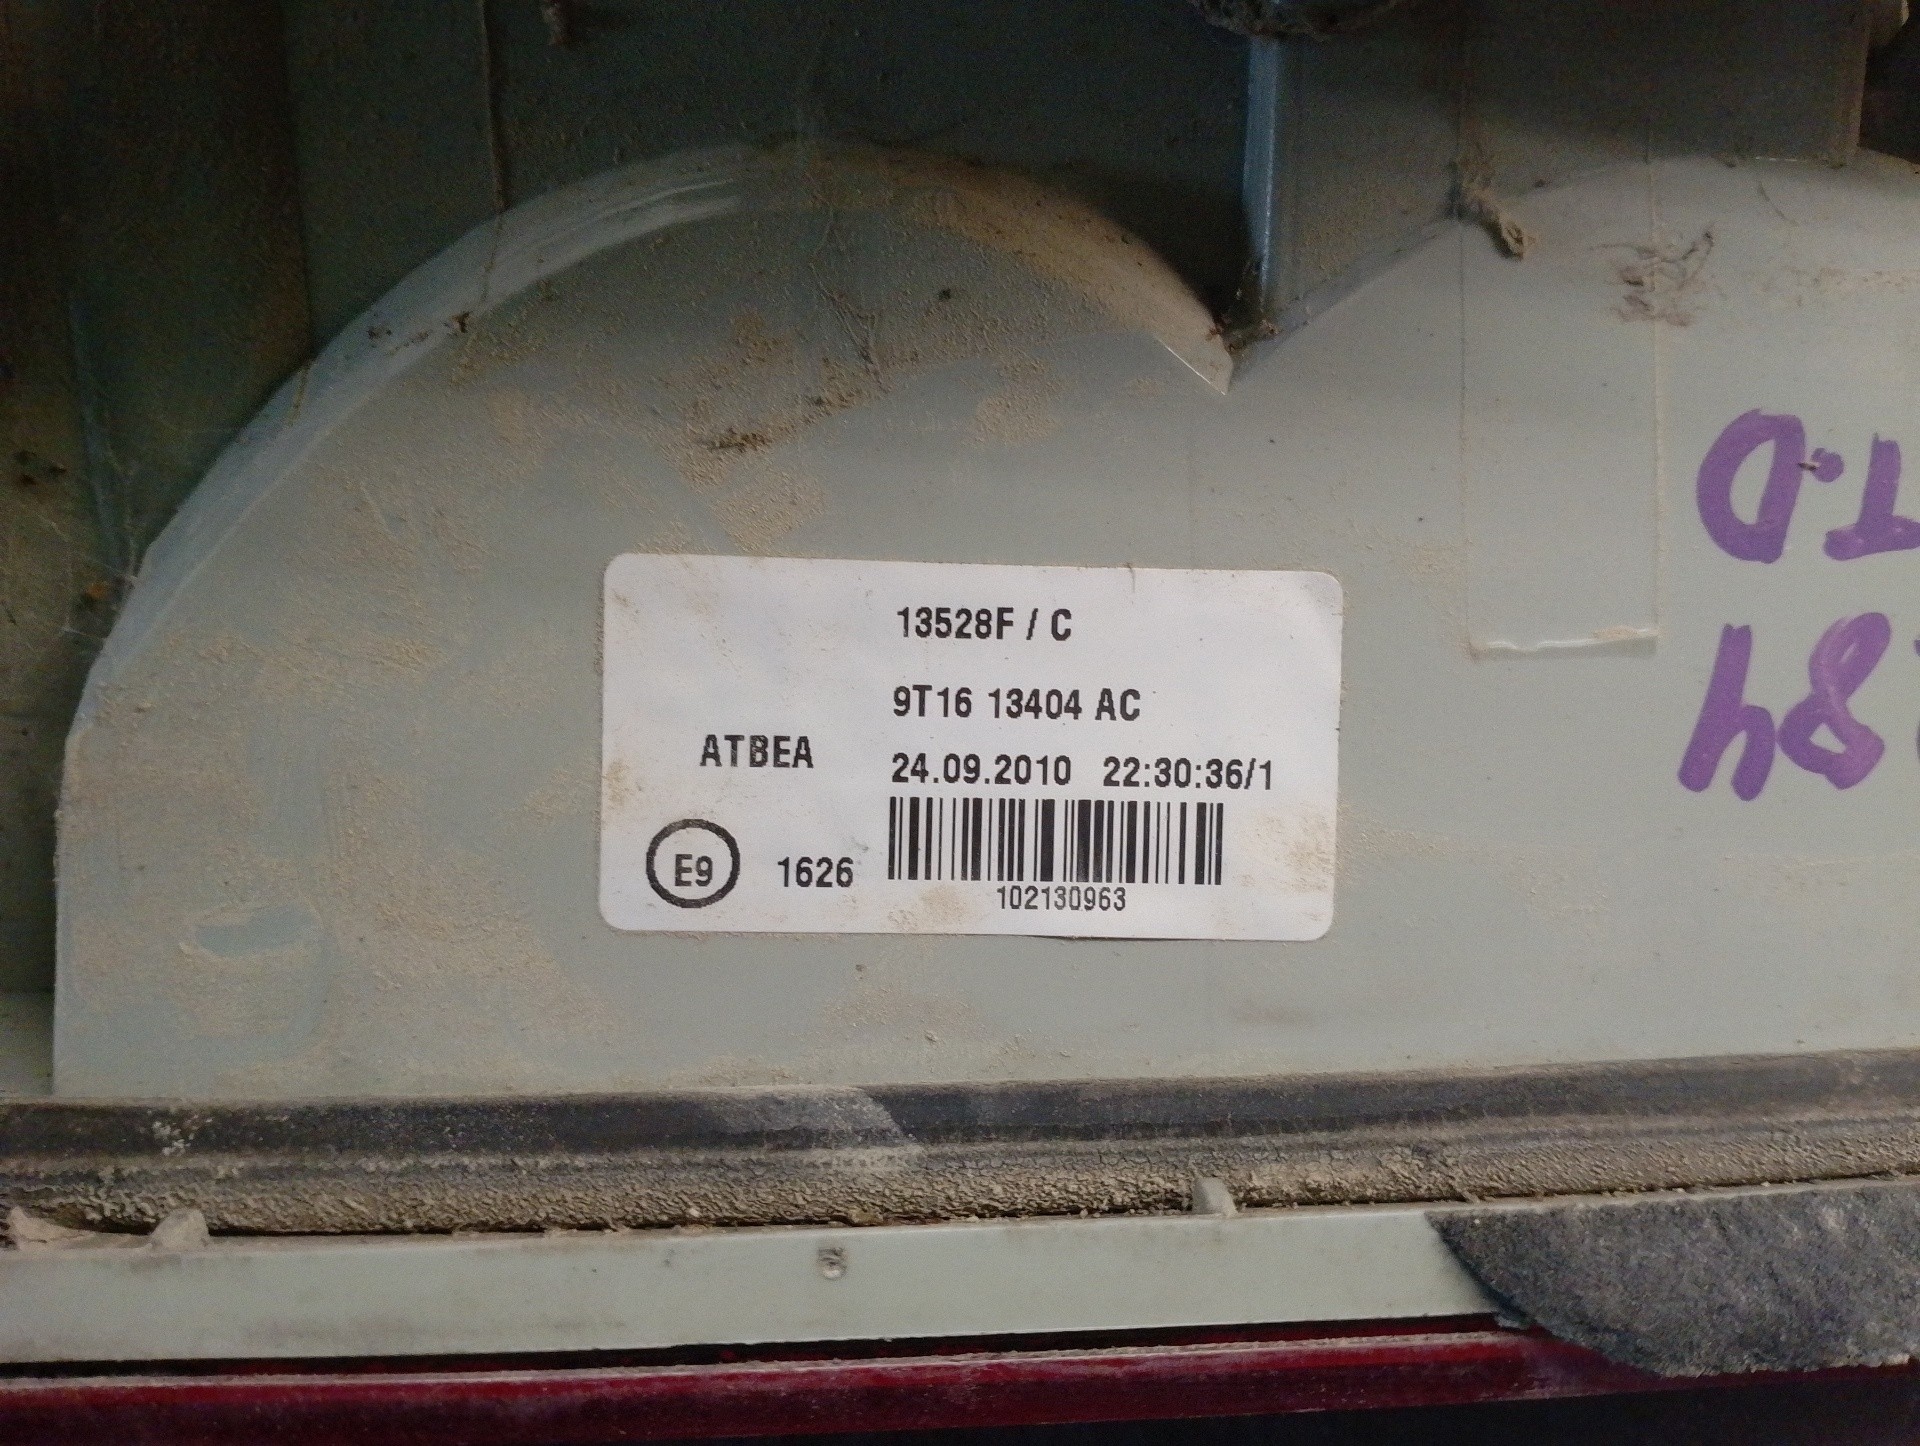 13528F / C
9T16 13404 AC
ATBEA
24.09.2010 22:30:36/1
E9
1626
102130963